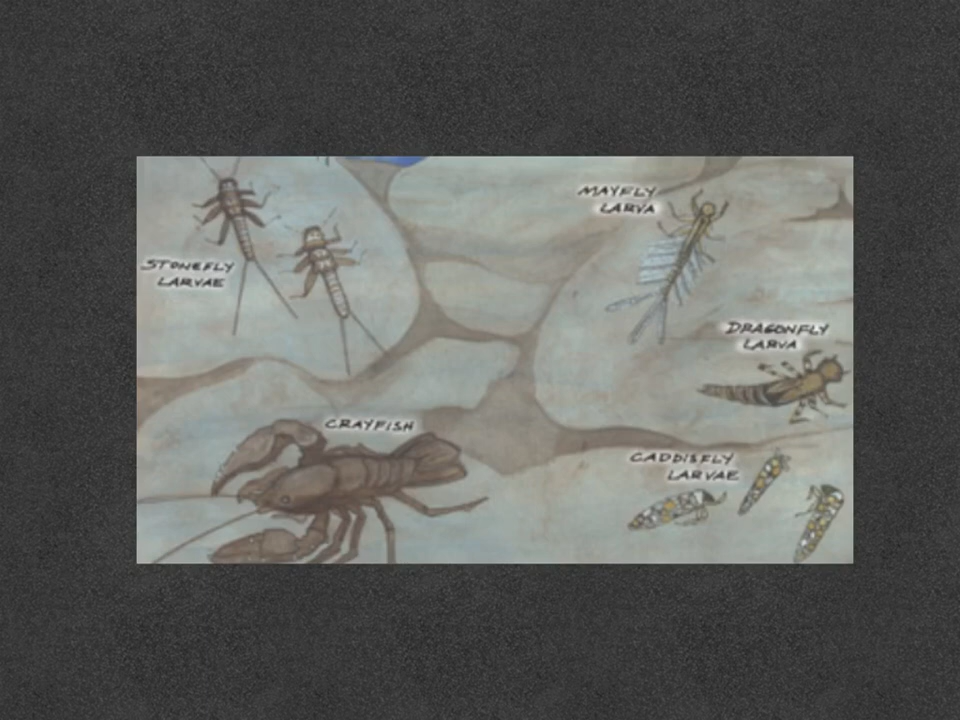 MAYFLY
LARVA
STONEFLY
LARVAE
DRAGONFLY
LARVA
CRAYFISH
CADDISFLY
LARVAE